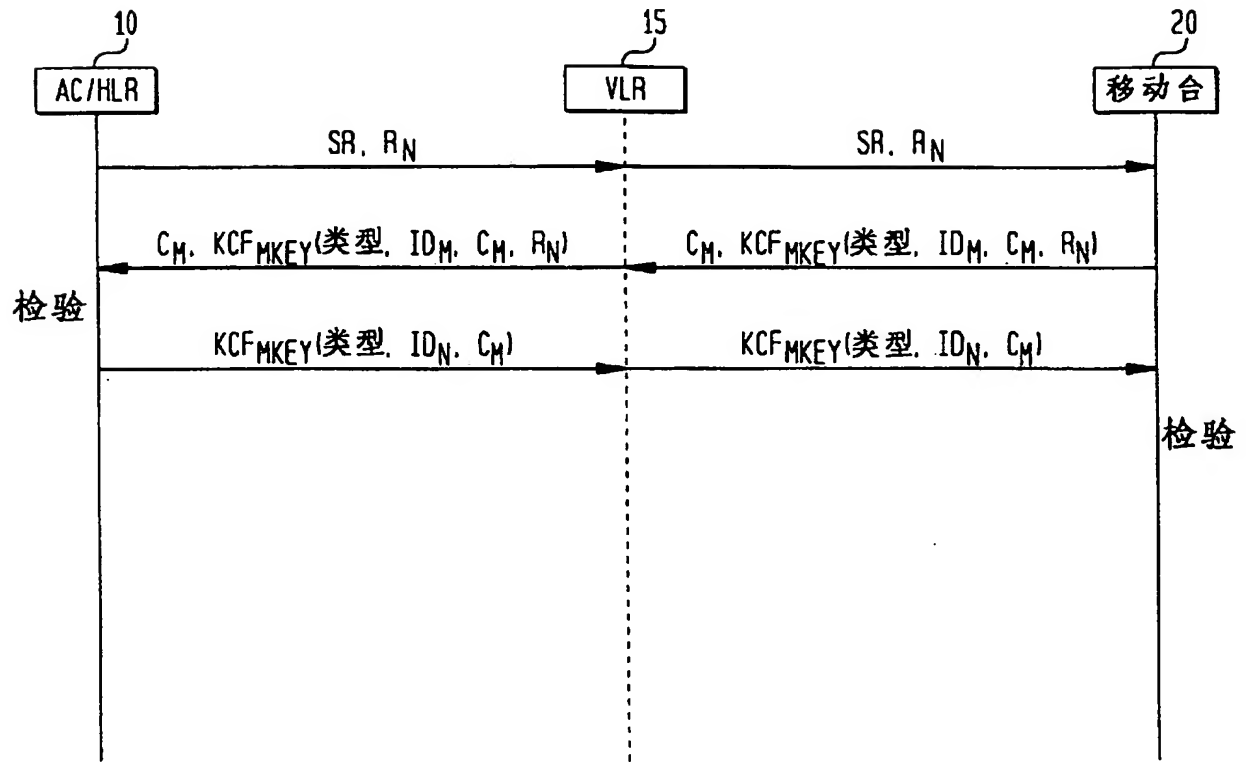 10 15 20
AC/HLR VLR 移动合
SR, RN SR, RN
CM, KCFMKEY(类型, IDM, CM, RN) CM, KCFMKEY(类型, IDM, CM, RN)
检验
KCFMKEY(类型, IDN, CM) KCFMKEY(类型, IDN, CM)
检验